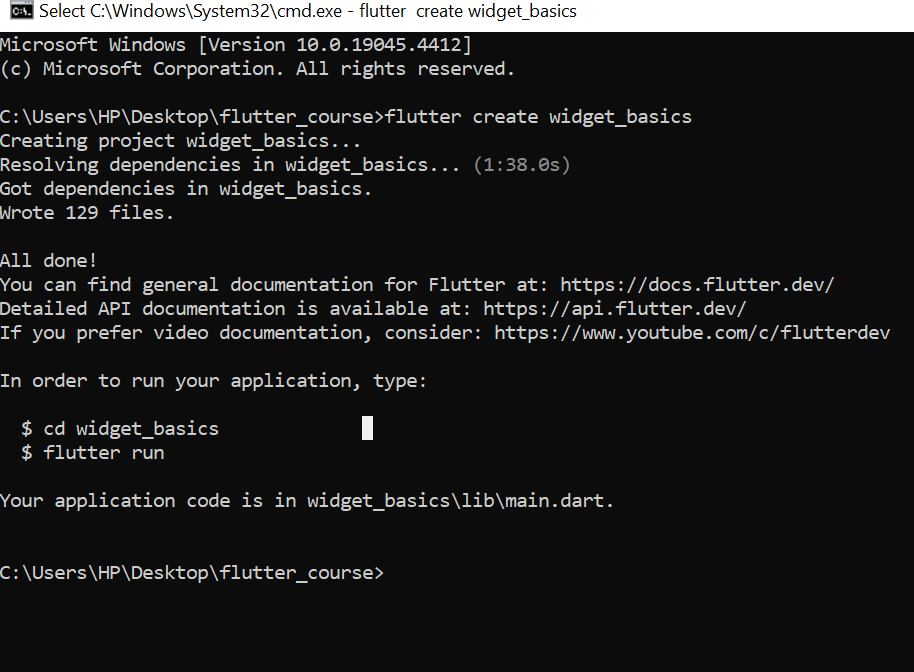 Select C:\Windows\System32\cmd.exe - flutter  create widget_basics
Microsoft Windows [Version 10.0.19045.4412]
(c) Microsoft Corporation. All rights reserved.
C:\Users\HP\Desktop\flutter_course>flutter create widget_basics
Creating project widget_basics...
Resolving dependencies in widget_basics... (1:38.0s)
Got dependencies in widget_basics.
Wrote 129 files.
All done!
You can find general documentation for Flutter at: https://docs.flutter.dev/
Detailed API documentation is available at: https://api.flutter.dev/
If you prefer video documentation, consider: https://www.youtube.com/c/flutterdev
In order to run your application, type:
$ cd widget_basics
$ flutter run
Your application code is in widget_basics\lib\main.dart.
C:\Users\HP\Desktop\flutter_course>